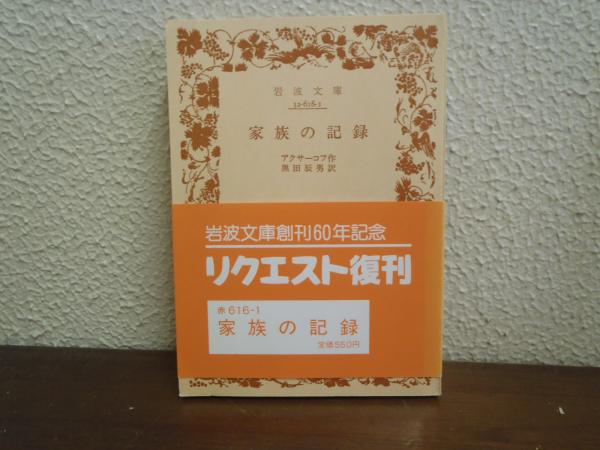 岩波文庫
32-616-1
家族の記録
アクサーコフ作
黒田辰男訳
岩波文庫創刊60年記念
リクエスト復刊
赤616-1
家族の記録
定価550円